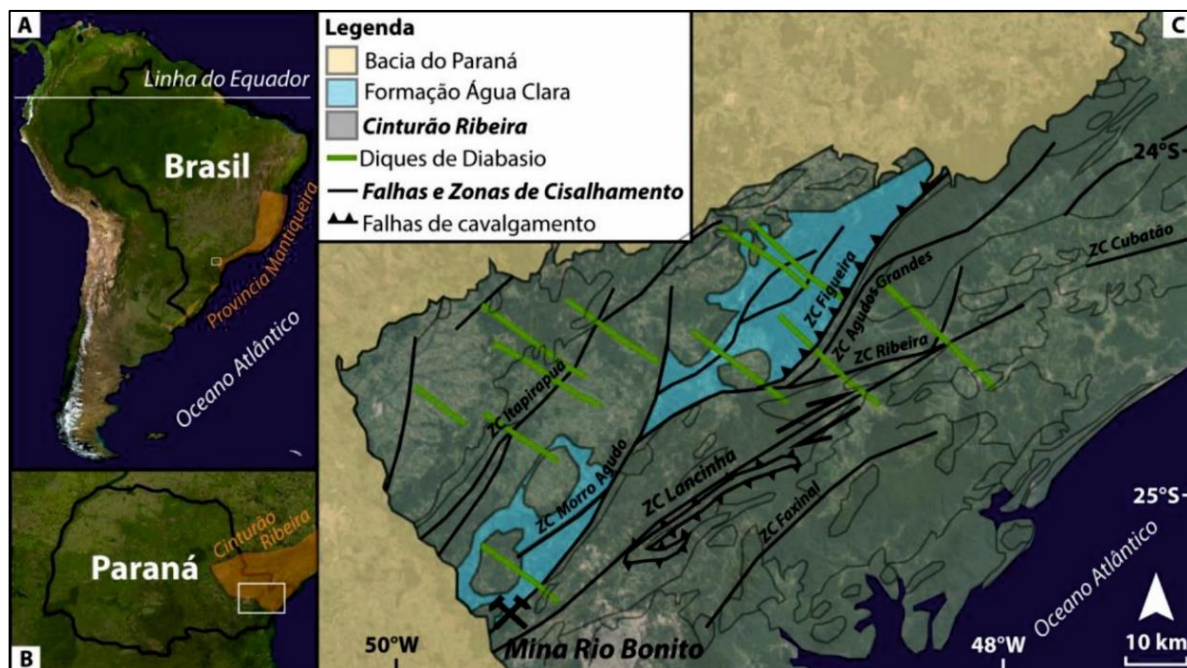 A
Linha do Equador
Brasil
Província Mantiqueira
Oceano Atlântico
B
Paraná
Cinturão
Ribeira
C
Legenda
Bacia do Paraná
Formação Água Clara
Cinturão Ribeira
Diques de Diabasio
Falhas e Zonas de Cisalhamento
Falhas de cavalgamento
24°S
ZC Cubatão
ZC Figueira
ZC Agudos Grandes
ZC Ribeira
ZC Itapirapuã
ZC Morro Agudo
ZC Lancinha
ZC Faxinal
25°S
Oceano Atlântico
Mina Rio Bonito
50°W
48°W
10 km